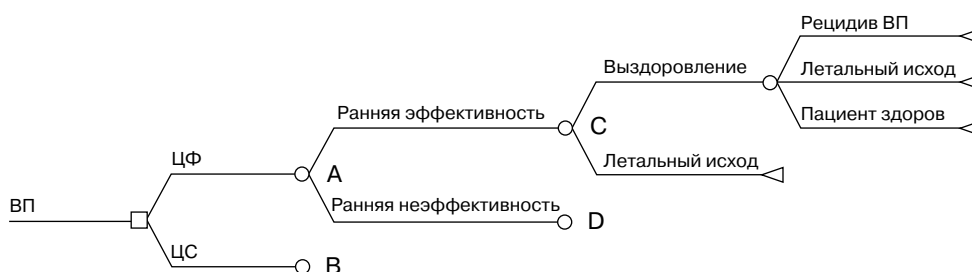 Рецидив ВП
Выздоровление
Летальный исход
Ранняя эффективность
Пациент здоров
C
ЦФ
Летальный исход
A
ВП
Ранняя неэффективность
D
ЦС
B